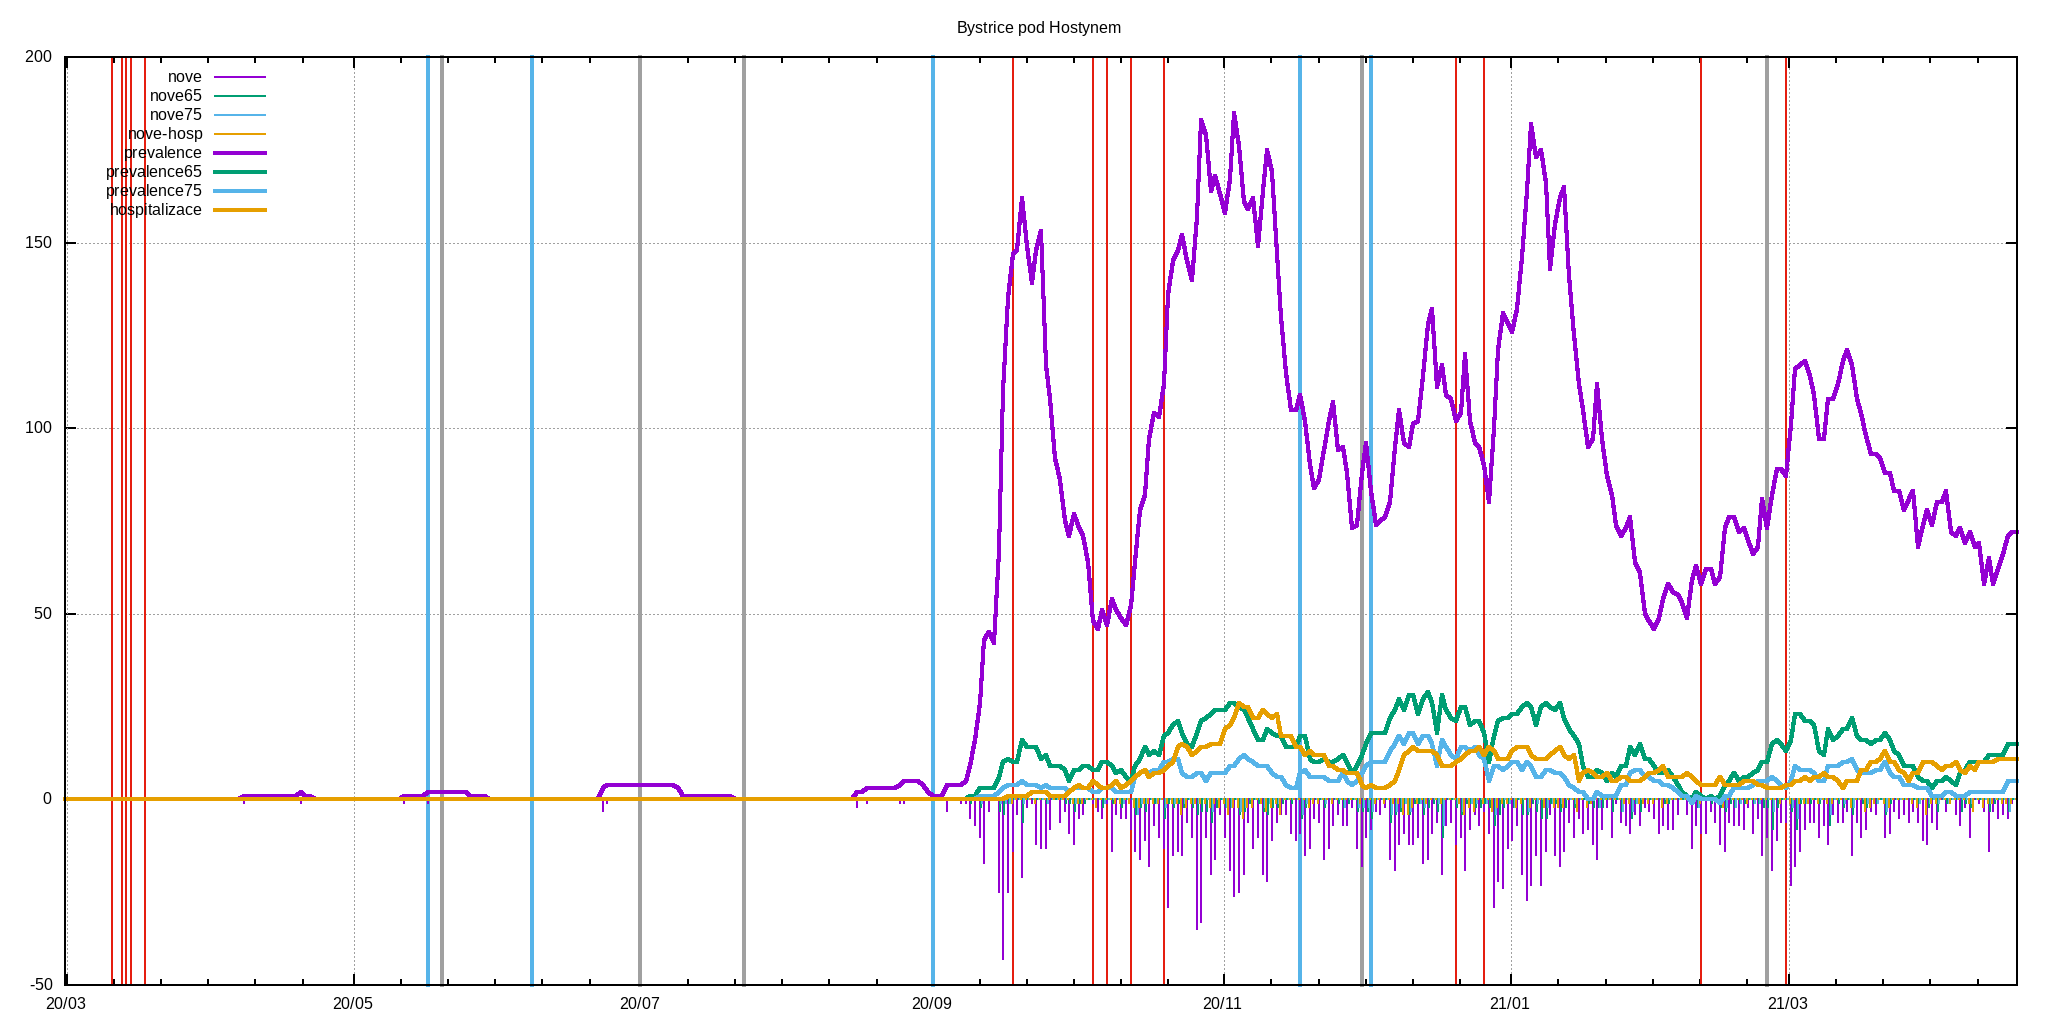 Bystrice pod Hostynem
200
150
100
50
0
-50
nove
nove65
nove75
nove-hosp
prevalence
prevalence65
prevalence75
hospitalizace
20/03 20/05 20/07 20/09 20/11 21/01 21/03